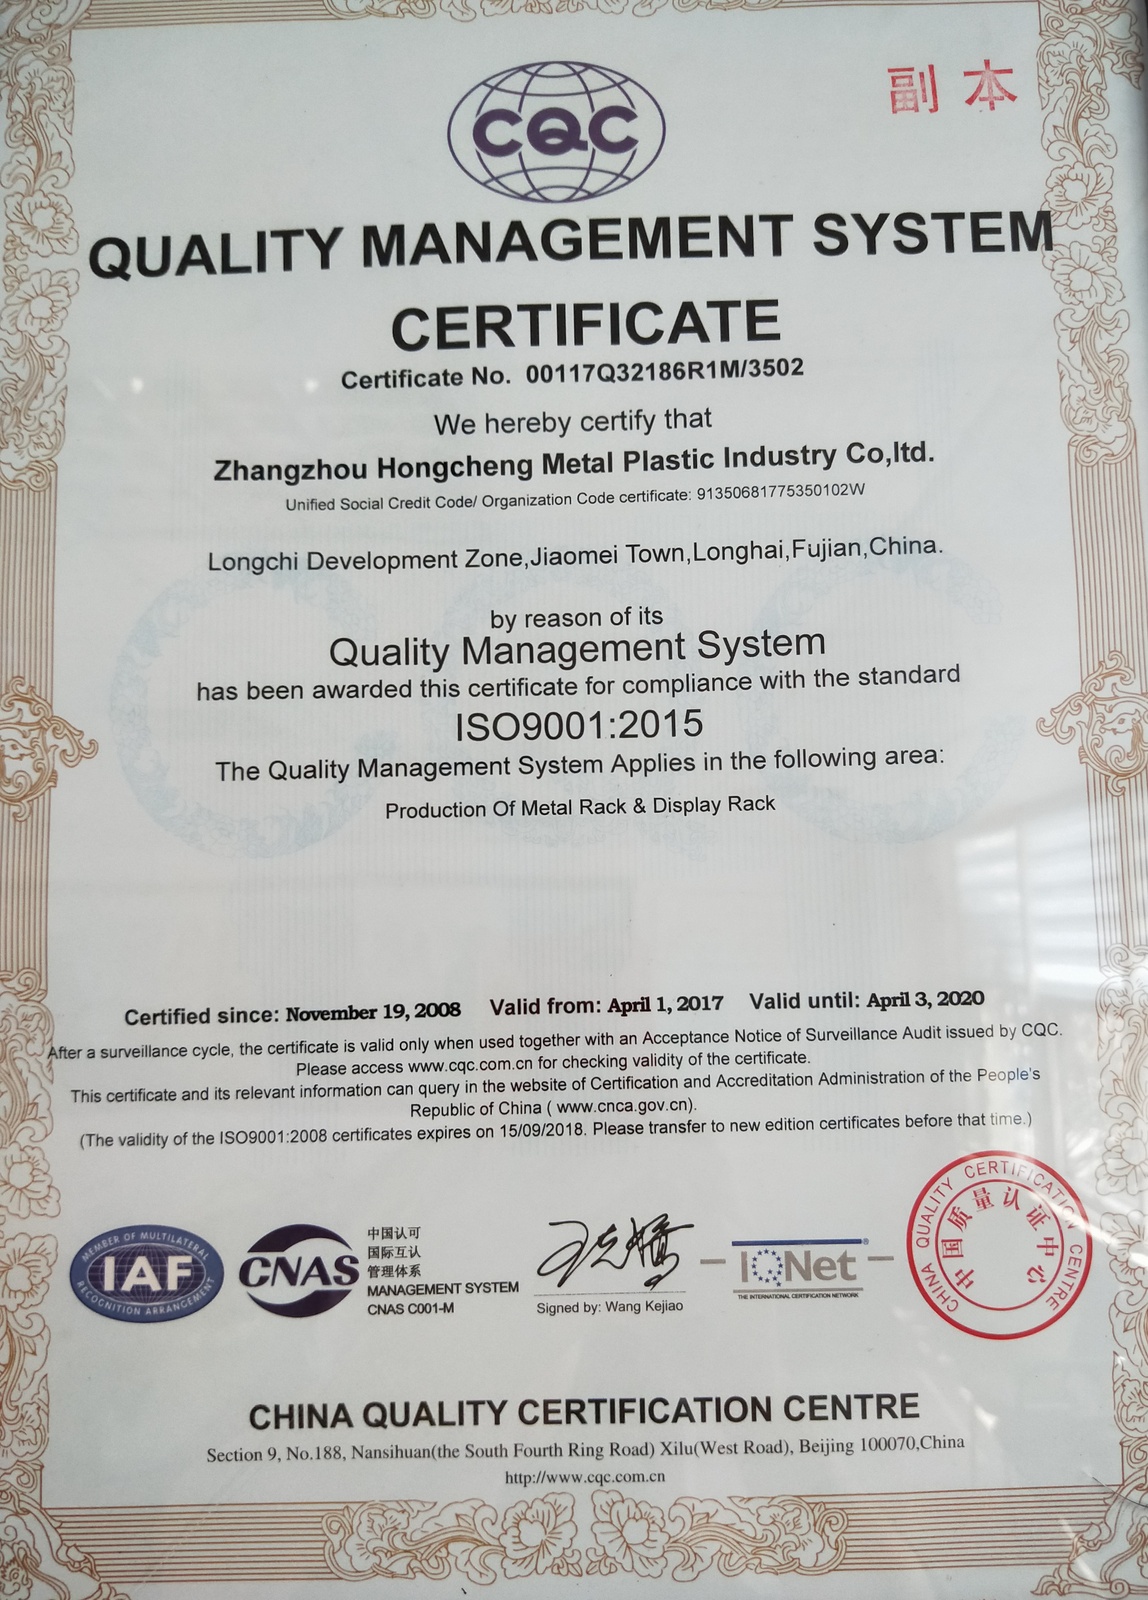 副本
CQC
QUALITY MANAGEMENT SYSTEM
CERTIFICATE
Certificate No. 00117Q32186R1M/3502
We hereby certify that
Zhangzhou Hongcheng Metal Plastic Industry Co,ltd.
Unified Social Credit Code/ Organization Code certificate: 91350681775350102W
Longchi Development Zone,Jiaomei Town,Longhai,Fujian,China.
by reason of its
Quality Management System
has been awarded this certificate for compliance with the standard
ISO9001:2015
The Quality Management System Applies in the following area:
Production Of Metal Rack & Display Rack
Certified since: November 19, 2008 Valid from: April 1, 2017 Valid until: April 3, 2020
After a surveillance cycle, the certificate is valid only when used together with an Acceptance Notice of Surveillance Audit issued by CQC.
Please access www.cqc.com.cn for checking validity of the certificate.
This certificate and its relevant information can query in the website of Certification and Accreditation Administration of the People's
Republic of China ( www.cnca.gov.cn).
(The validity of the ISO9001:2008 certificates expires on 15/09/2018. Please transfer to new edition certificates before that time.)
MEMBER OF MULTILATERAL
IAF
RECOGNITION ARRANGEMENT
CNAS
中国认可
国际互认
管理体系
MANAGEMENT SYSTEM
CNAS C001-M
Signed by: Wang Kejiao
IQNet
®
THE INTERNATIONAL CERTIFICATION NETWORK
CHINA QUALITY CERTIFICATION CENTRE
中国质量认证中心
CHINA QUALITY CERTIFICATION CENTRE
Section 9, No.188, Nansihuan(the South Fourth Ring Road) Xilu(West Road), Beijing 100070,China
http://www.cqc.com.cn